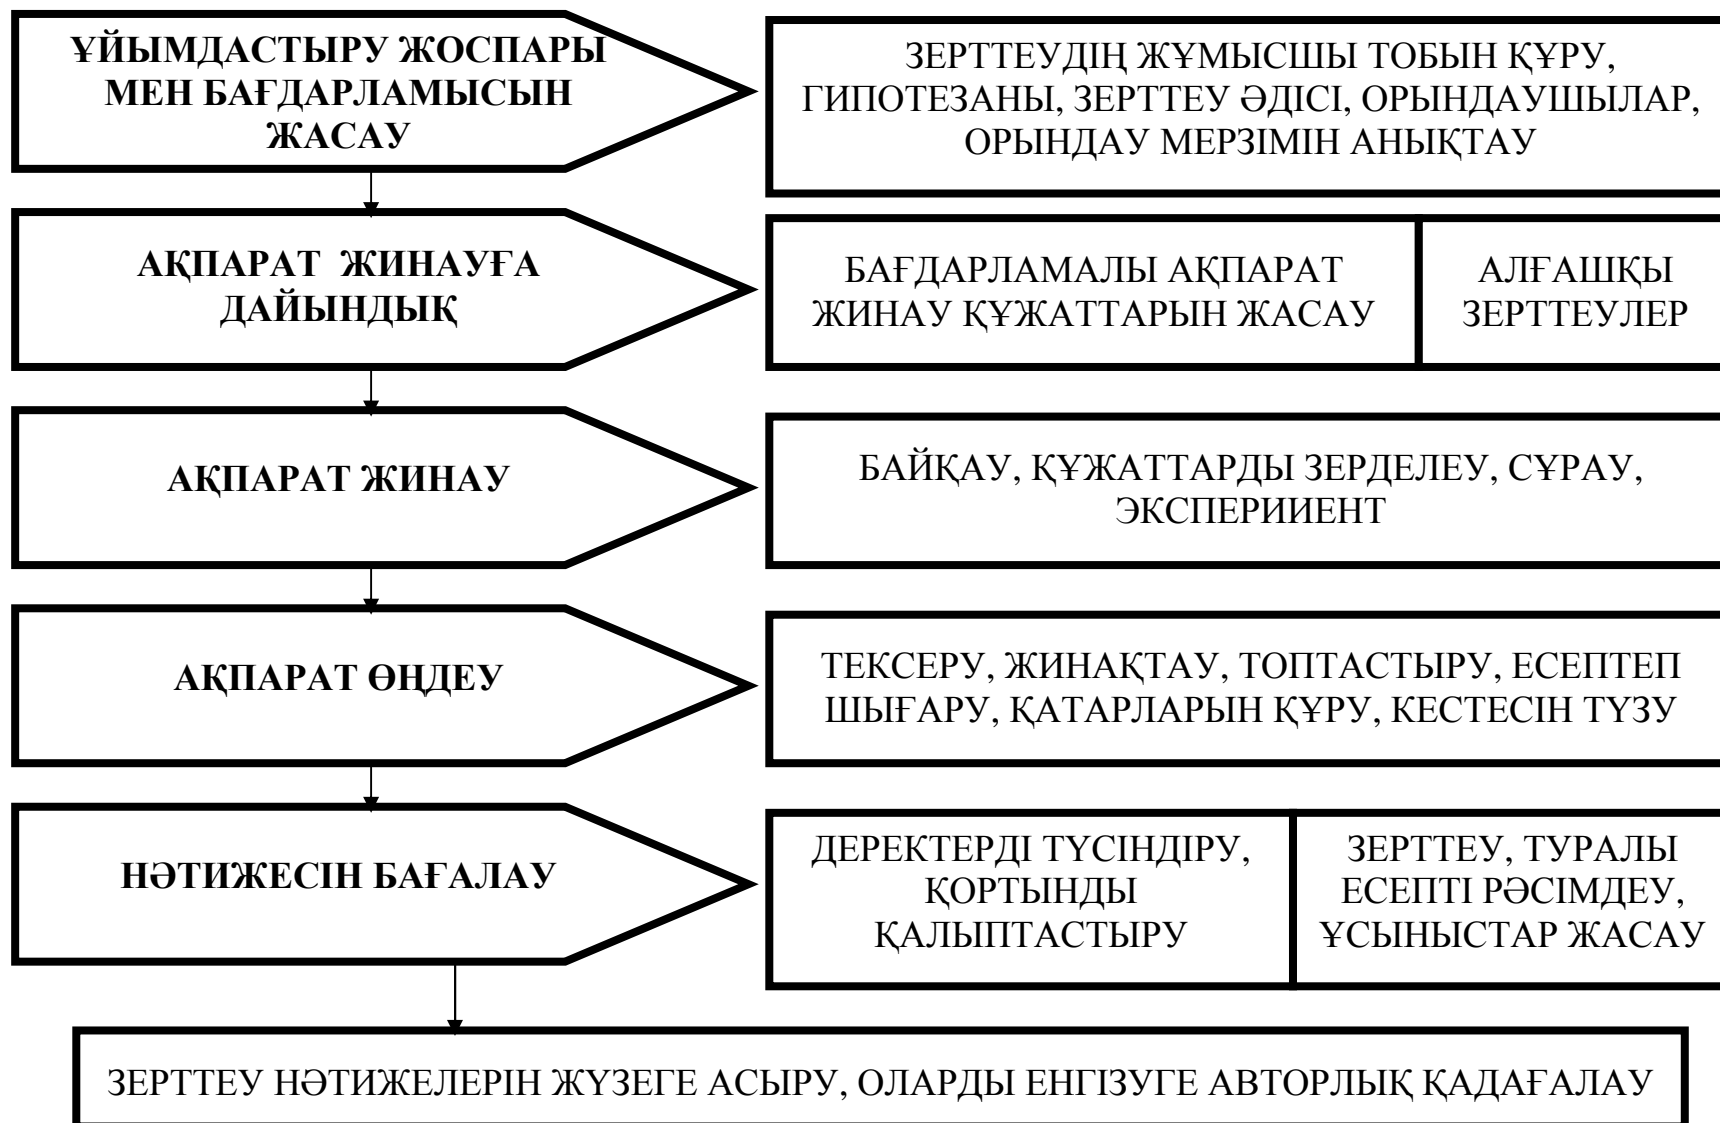 ҰЙЫМДАСТЫРУ ЖОСПАРЫ
МЕН БАҒДАРЛАМЫСЫН
ЖАСАУ
ЗЕРТТЕУДІҢ ЖҰМЫСШЫ ТОБЫН ҚҰРУ,
ГИПОТЕЗАНЫ, ЗЕРТТЕУ ӘДІСІ, ОРЫНДАУШЫЛАР,
ОРЫНДАУ МЕРЗІМІН АНЫҚТАУ
АҚПАРАТ ЖИНАУҒА
ДАЙЫНДЫҚ
БАҒДАРЛАМАЛЫ АҚПАРАТ
ЖИНАУ ҚҰЖАТТАРЫН ЖАСАУ
АЛҒАШҚЫ
ЗЕРТТЕУЛЕР
АҚПАРАТ ЖИНАУ
БАЙҚАУ, ҚҰЖАТТАРДЫ ЗЕРДЕЛЕУ, СҰРАУ,
ЭКСПЕРИИЕНТ
АҚПАРАТ ӨҢДЕУ
ТЕКСЕРУ, ЖИНАҚТАУ, ТОПТАСТЫРУ, ЕСЕПТЕП
ШЫҒАРУ, ҚАТАРЛАРЫН ҚҰРУ, КЕСТЕСІН ТҮЗУ
НӘТИЖЕСІН БАҒАЛАУ
ДЕРЕКТЕРДІ ТҮСІНДІРУ,
ҚОРТЫНДЫ
ҚАЛЫПТАСТЫРУ
ЗЕРТТЕУ, ТУРАЛЫ
ЕСЕПТІ РӘСІМДЕУ,
ҰСЫНЫСТАР ЖАСАУ
ЗЕРТТЕУ НӘТИЖЕЛЕРІН ЖҮЗЕГЕ АСЫРУ, ОЛАРДЫ ЕНГІЗУГЕ АВТОРЛЫҚ ҚАДАҒАЛАУ